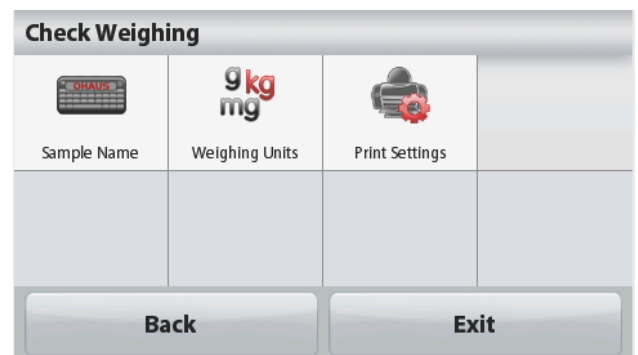 Check Weighing
OHAUS
g kg
mg
Sample Name
Weighing Units
Print Settings
Back
Exit